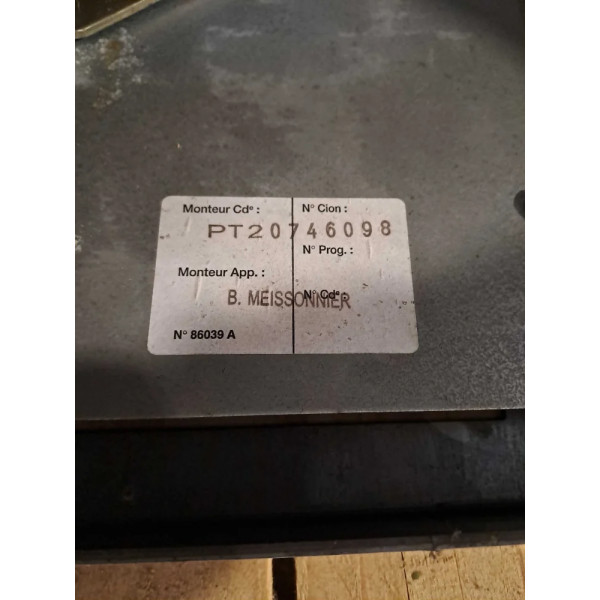 Monteur Cde : N° Cion :
PT20746098
N° Prog. :
Monteur App. :
B. MEISSONNIER N° Cde :
N° 86039 A